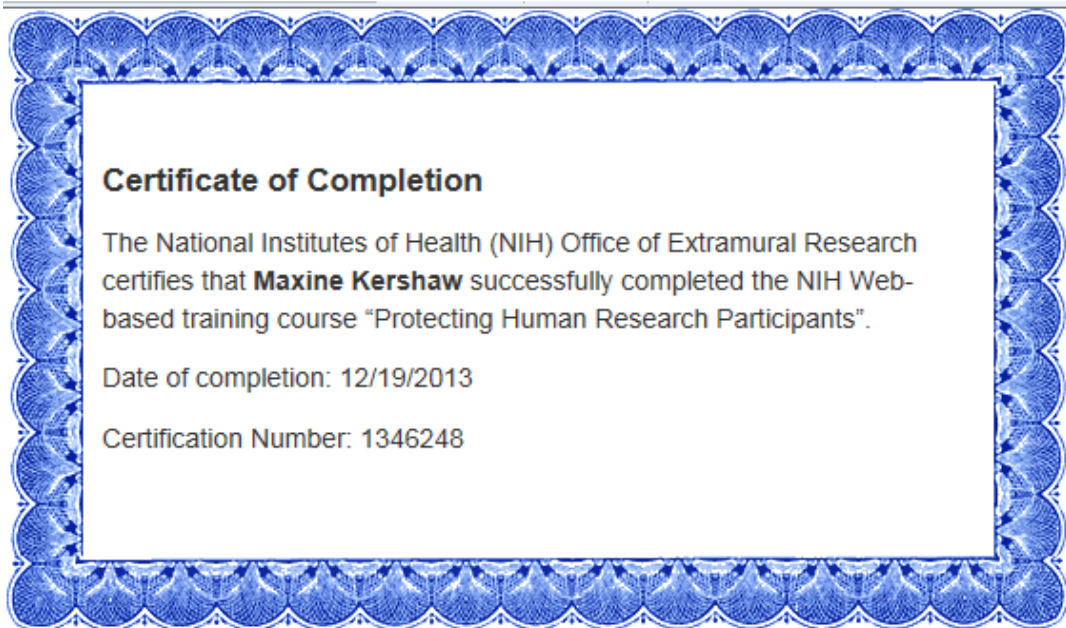 Certificate of Completion
The National Institutes of Health (NIH) Office of Extramural Research
certifies that Maxine Kershaw successfully completed the NIH Web-
based training course “Protecting Human Research Participants”.
Date of completion: 12/19/2013
Certification Number: 1346248